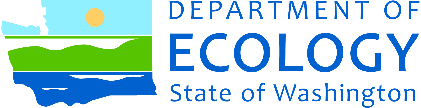 DEPARTMENT OF
ECOLOGY
State of Washington